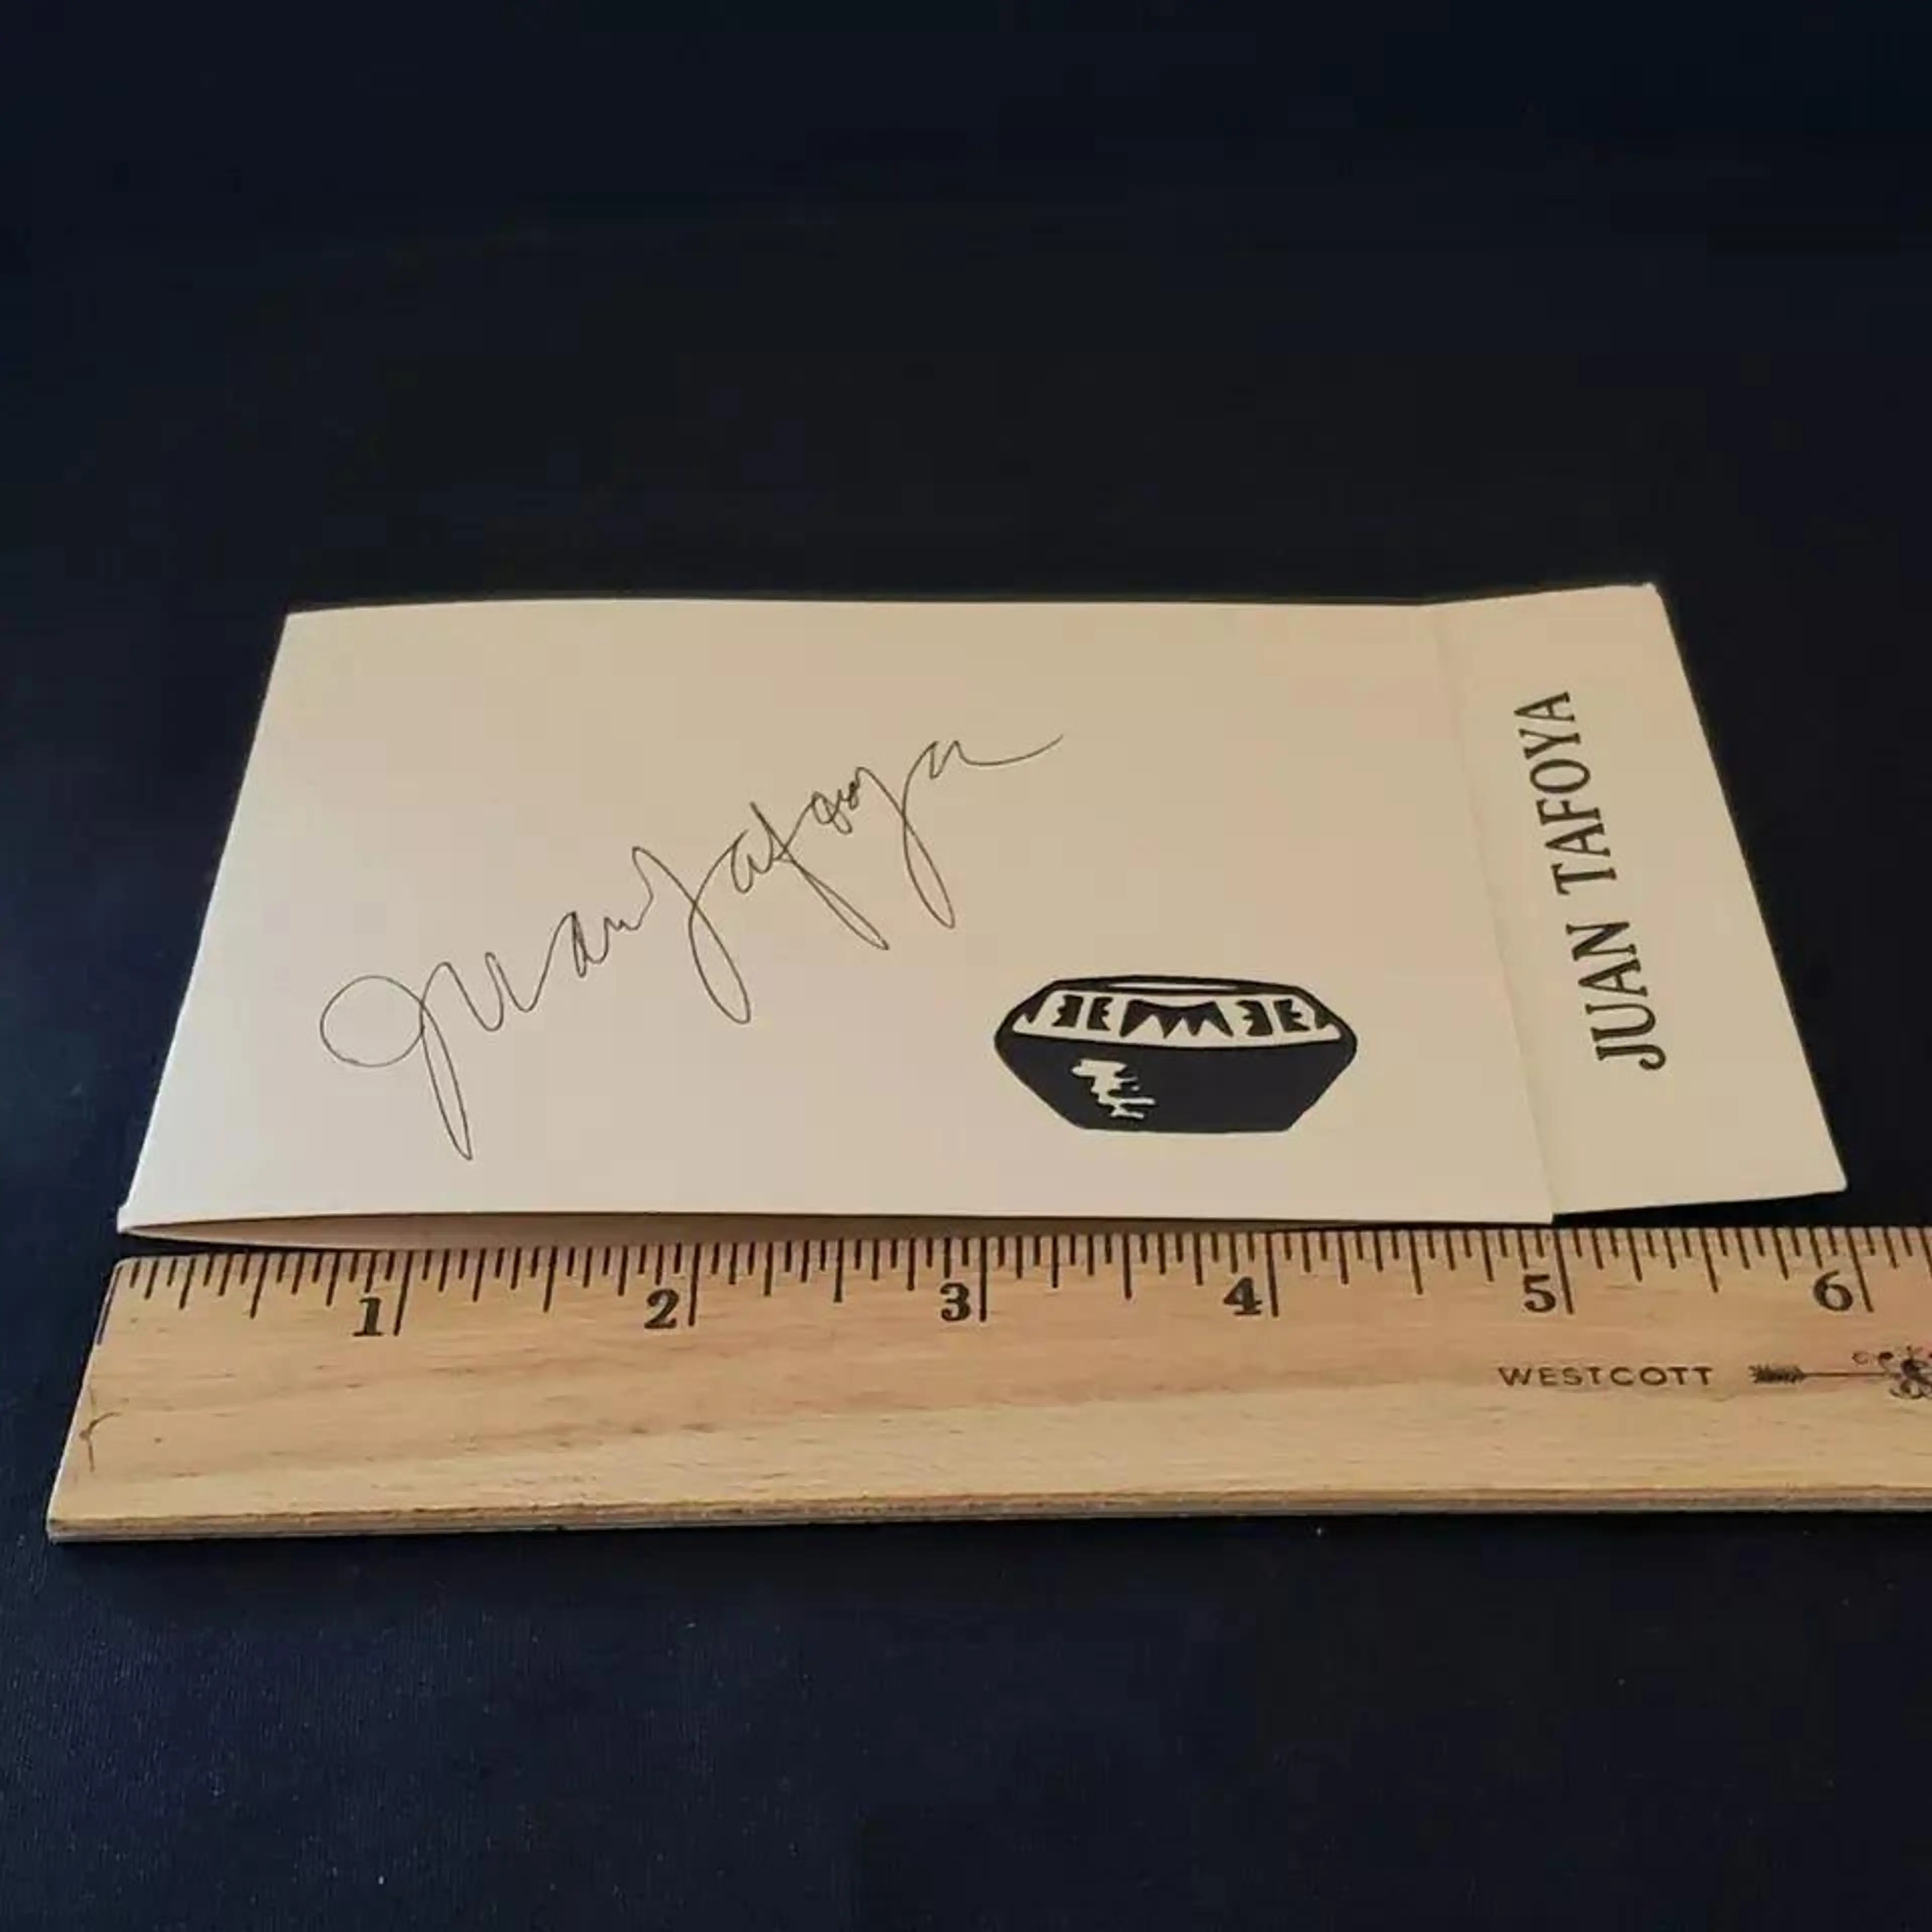 Juan Tafoya
JUAN TAFOYA
1 2 3 4 5 6
WESTCOTT